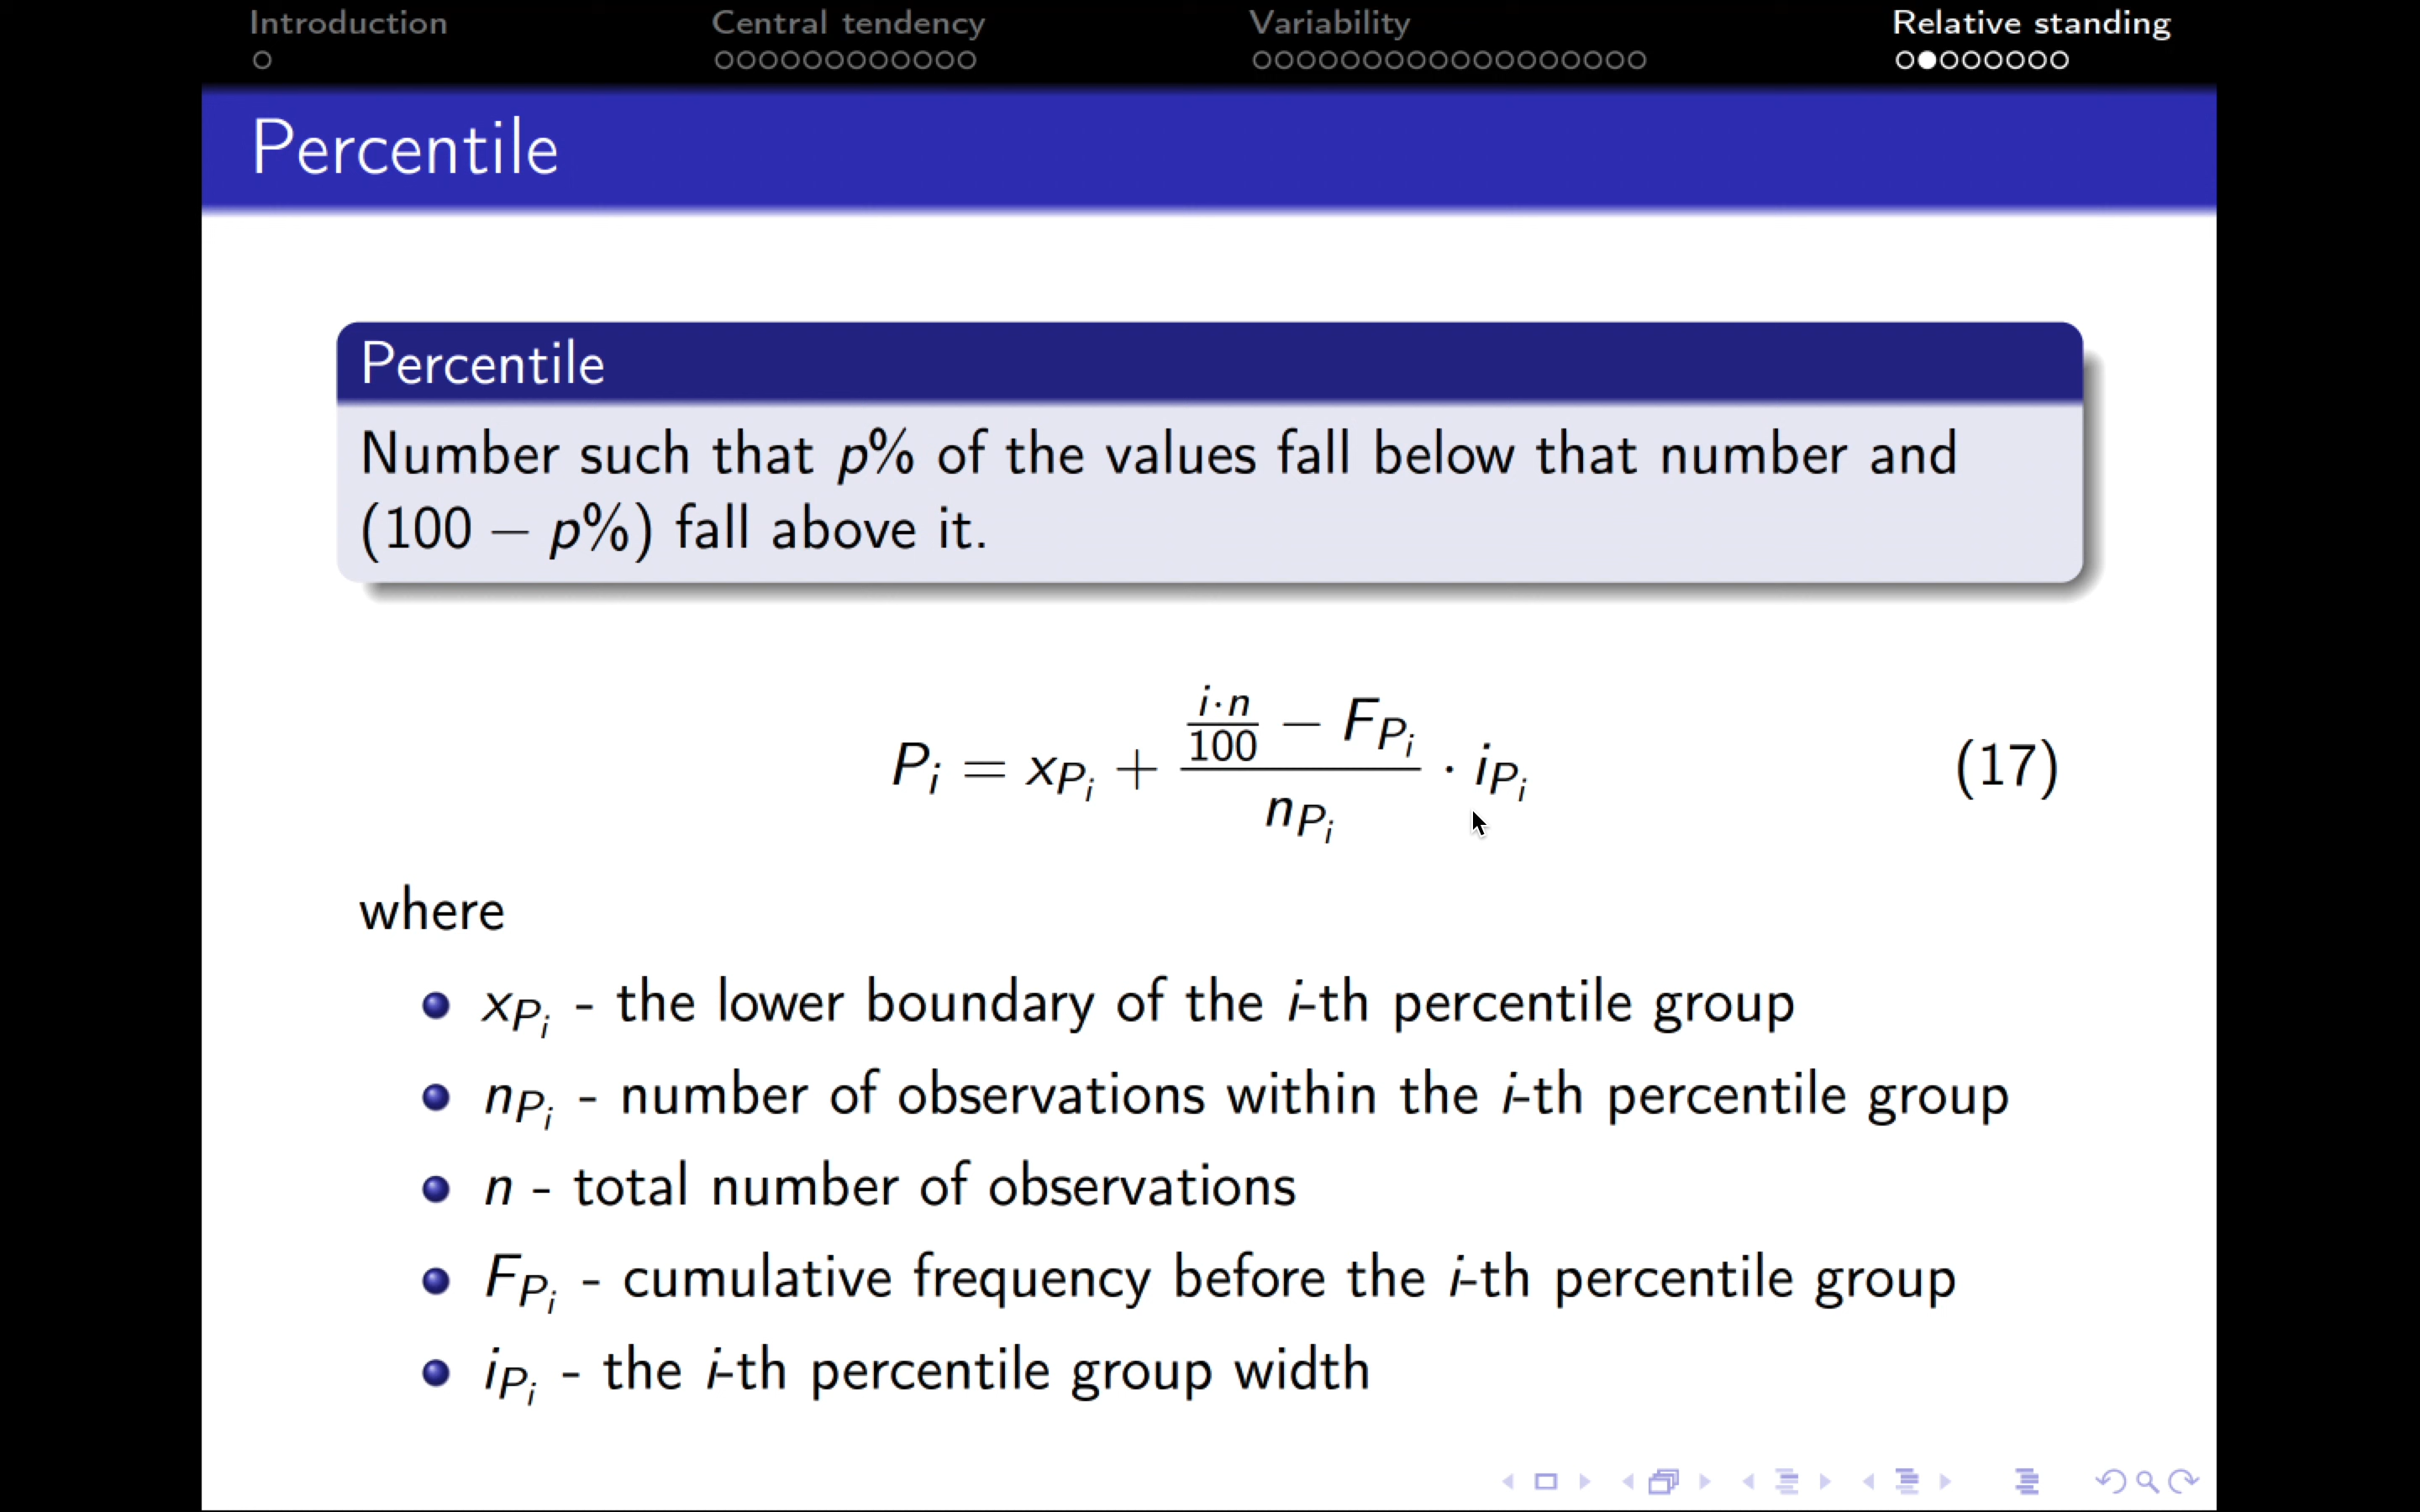 Introduction Central tendency Variability Relative standing
Percentile
Percentile
Number such that p% of the values fall below that number and
(100 − p%) fall above it.
P_i = x_{P_i} + \frac{\frac{i·n}{100} − F_{P_i}}{n_{P_i}} · i_{P_i} (17)
where
x_{P_i} - the lower boundary of the i-th percentile group
n_{P_i} - number of observations within the i-th percentile group
n - total number of observations
F_{P_i} - cumulative frequency before the i-th percentile group
i_{P_i} - the i-th percentile group width